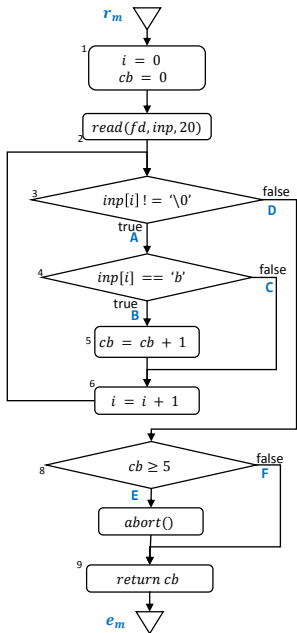 r_m
1
i = 0
cb = 0
read(fd, inp, 20)
2
3
inp[i]! = ‘\0’
false
D
true
A
4
inp[i] == ‘b’
false
C
true
B
5
cb = cb + 1
6
i = i + 1
8
cb ≥ 5
false
F
E
abort()
9
return cb
e_m